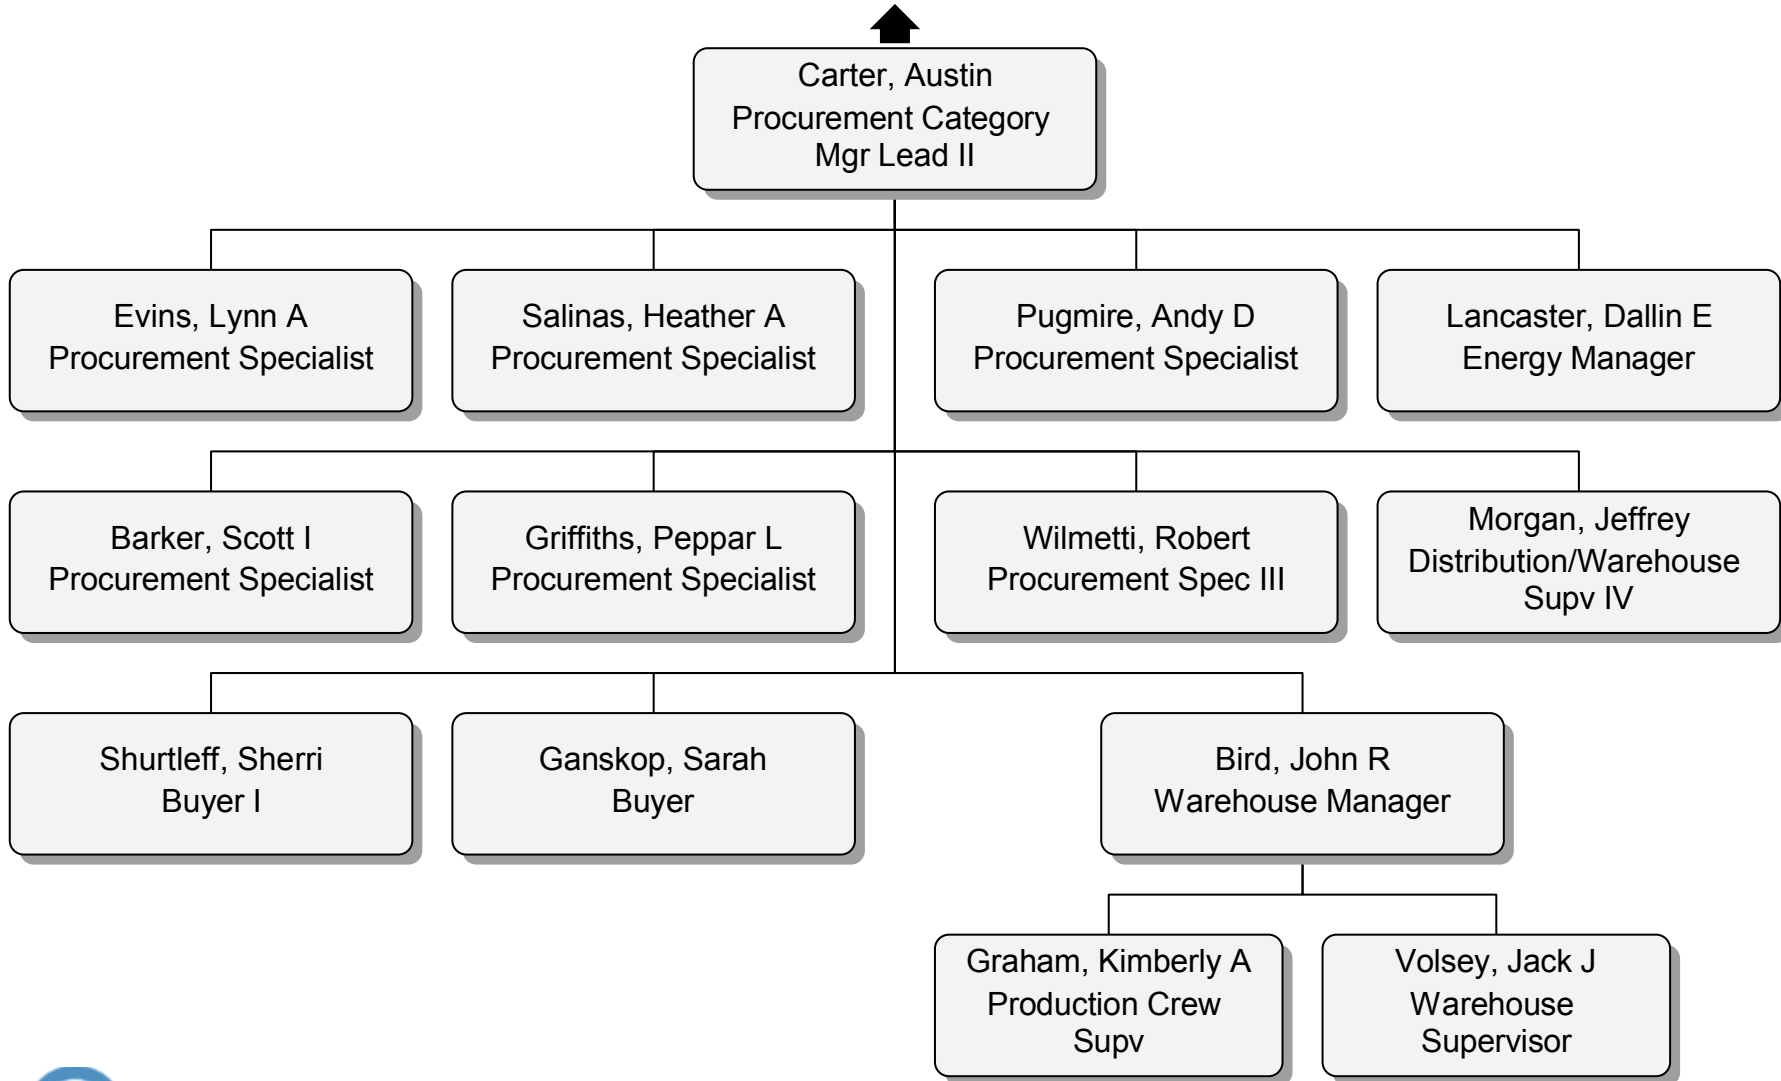 Carter, Austin
Procurement Category
Mgr Lead II
Evins, Lynn A
Procurement Specialist
Salinas, Heather A
Procurement Specialist
Pugmire, Andy D
Procurement Specialist
Lancaster, Dallin E
Energy Manager
Barker, Scott I
Procurement Specialist
Griffiths, Peppar L
Procurement Specialist
Wilmetti, Robert
Procurement Spec III
Morgan, Jeffrey
Distribution/Warehouse
Supv IV
Shurtleff, Sherri
Buyer I
Ganskop, Sarah
Buyer
Bird, John R
Warehouse Manager
Graham, Kimberly A
Production Crew
Supv
Volsey, Jack J
Warehouse
Supervisor